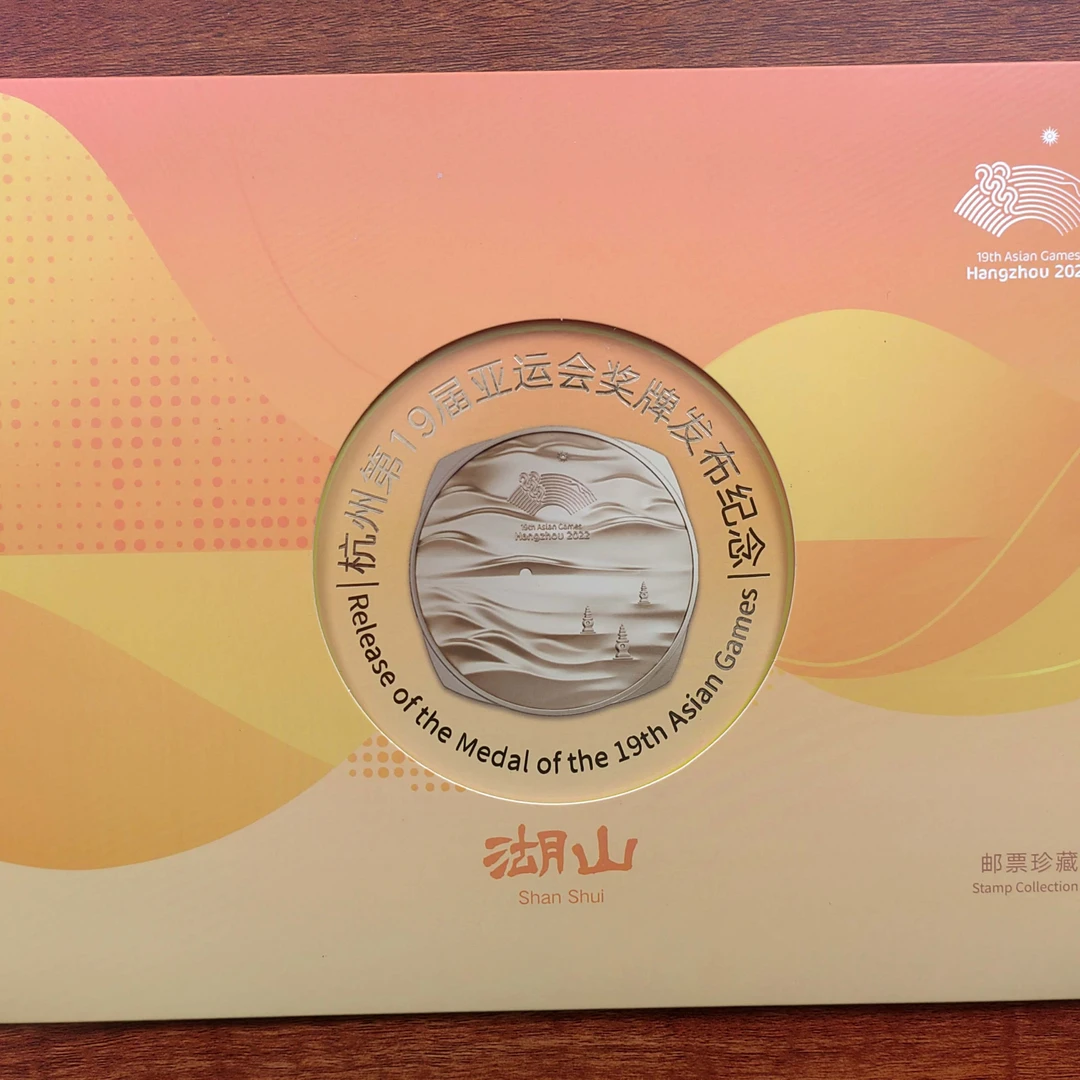 19th Asian Games
Hangzhou 202
杭州第19届亚运会奖牌发布纪念
19th Asian Games
Hangzhou 2022
Release of the Medal of the 19th Asian Games
湖山
Shan Shui
邮票珍藏
Stamp Collection